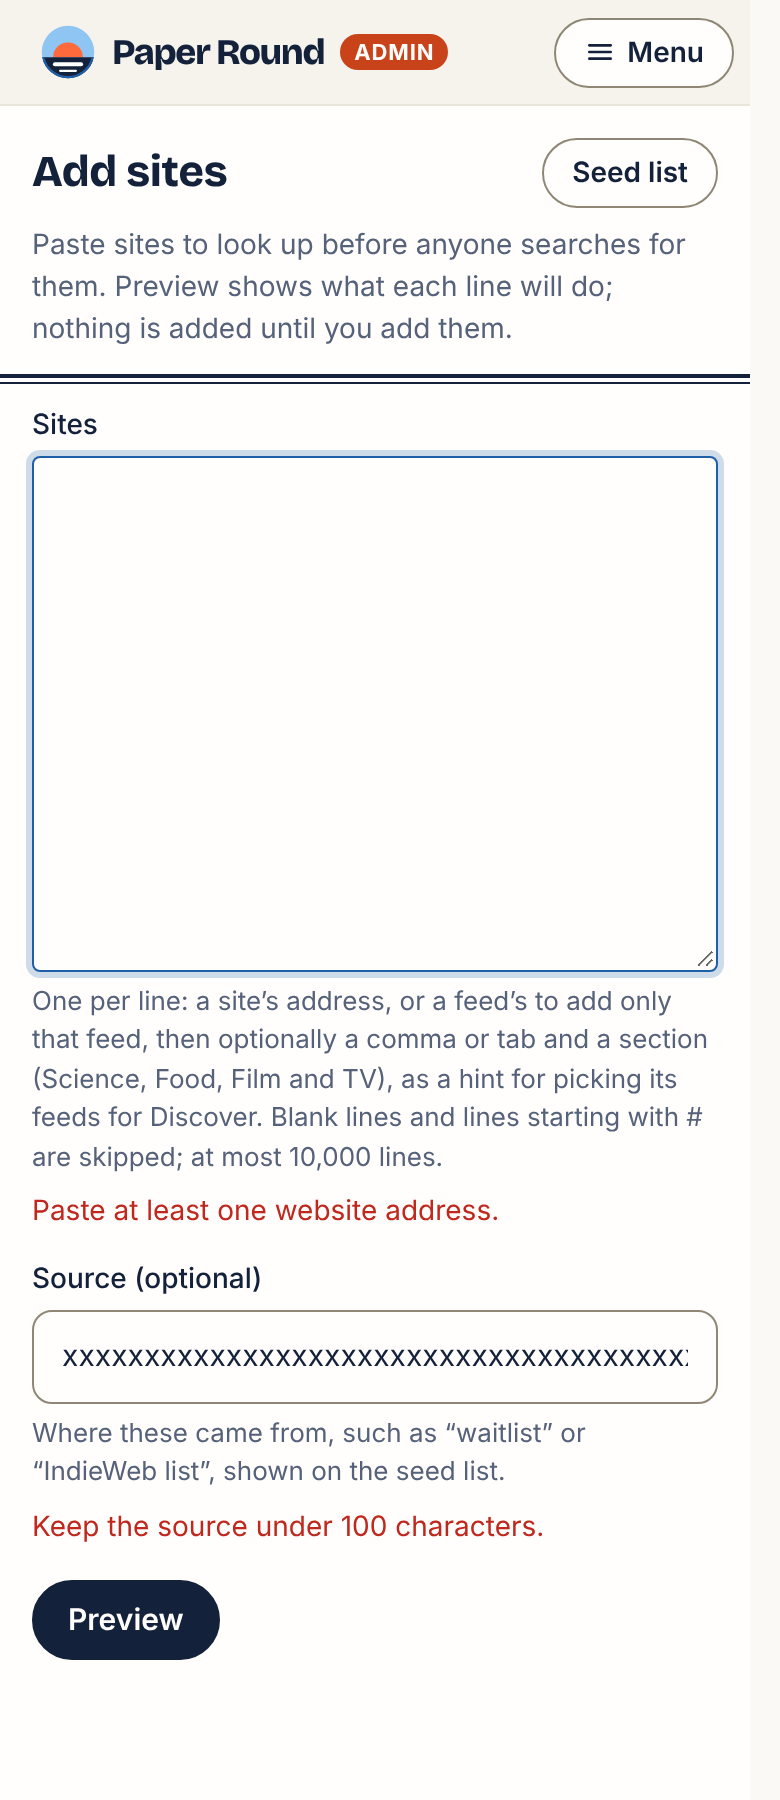 Paper Round ADMIN
Menu
Add sites
Seed list
Paste sites to look up before anyone searches for
them. Preview shows what each line will do;
nothing is added until you add them.
Sites
One per line: a site’s address, or a feed’s to add only
that feed, then optionally a comma or tab and a section
(Science, Food, Film and TV), as a hint for picking its
feeds for Discover. Blank lines and lines starting with #
are skipped; at most 10,000 lines.
Paste at least one website address.
Source (optional)
xxxxxxxxxxxxxxxxxxxxxxxxxxxxxxxxxxxxxx
Where these came from, such as “waitlist” or
“IndieWeb list”, shown on the seed list.
Keep the source under 100 characters.
Preview